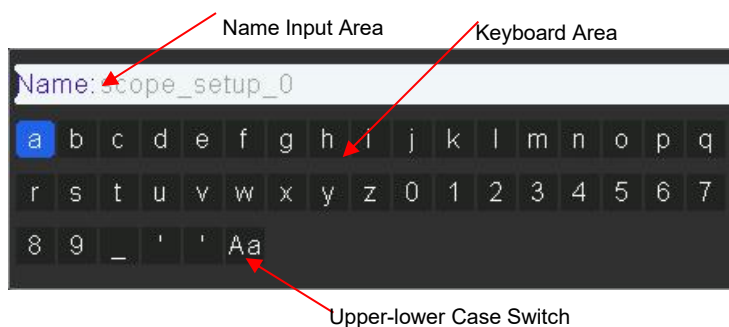 Name Input Area
Keyboard Area
Name: scope_setup_0
a b c d e f g h i j k l m n o p q
r s t u v w x y z 0 1 2 3 4 5 6 7
8 9 _ ' ' Aa
Upper-lower Case Switch